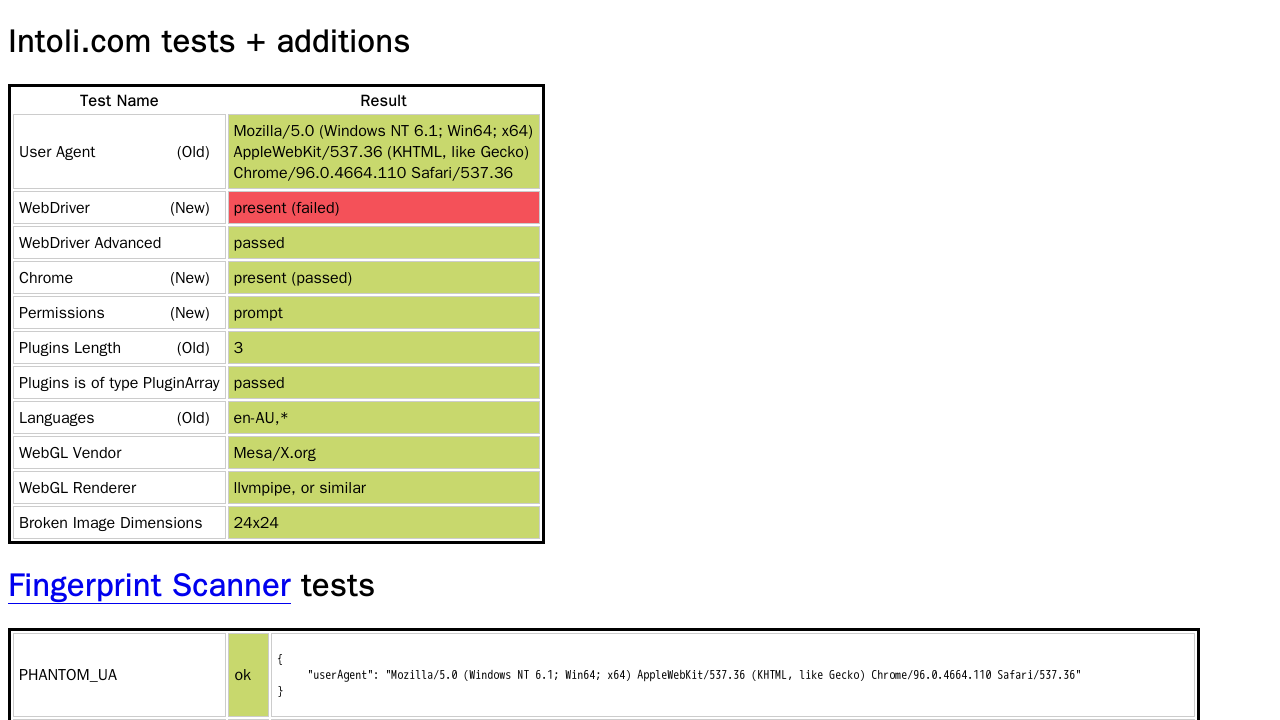 Intoli.com tests + additions
Test Name Result
User Agent (Old) Mozilla/5.0 (Windows NT 6.1; Win64; x64)
AppleWebKit/537.36 (KHTML, like Gecko)
Chrome/96.0.4664.110 Safari/537.36
WebDriver (New) present (failed)
WebDriver Advanced passed
Chrome (New) present (passed)
Permissions (New) prompt
Plugins Length (Old) 3
Plugins is of type PluginArray passed
Languages (Old) en-AU,*
WebGL Vendor Mesa/X.org
WebGL Renderer llvmpipe, or similar
Broken Image Dimensions 24x24
Fingerprint Scanner tests
PHANTOM_UA ok {
"userAgent": "Mozilla/5.0 (Windows NT 6.1; Win64; x64) AppleWebKit/537.36 (KHTML, like Gecko) Chrome/96.0.4664.110 Safari/537.36"
}